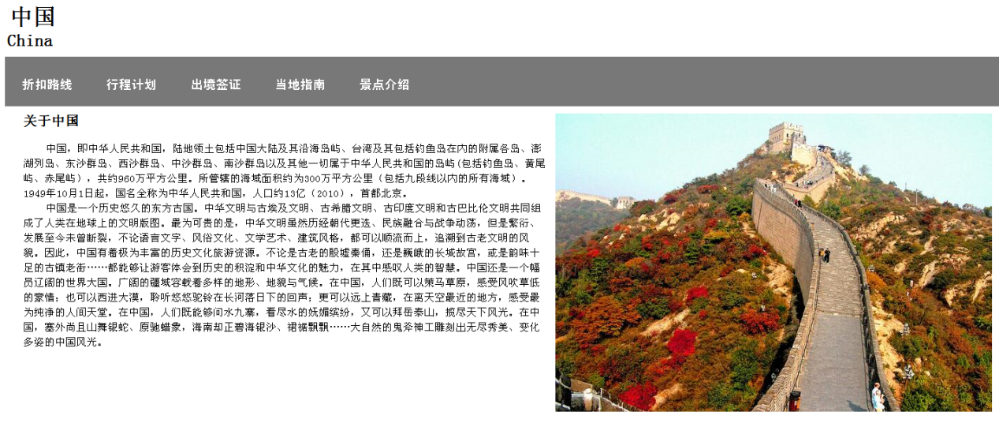 中国
China
折扣路线 行程计划 出境签证 当地指南 景点介绍
关于中国
中国，即中华人民共和国，陆地领土包括中国大陆及其沿海岛屿、台湾及其包括钓鱼岛在内的附属各岛、澎
湖列岛、东沙群岛、西沙群岛、中沙群岛、南沙群岛以及其他一切属于中华人民共和国的岛屿(包括钓鱼岛、黄尾
屿、赤尾屿），共约960万平方公里。所管辖的海域面积约为300万平方公里（包括九段线以内的所有海域）。
1949年10月1日起，国名全称为中华人民共和国，人口约13亿（2010），首都北京。
中国是一个历史悠久的东方古国。中华文明与古埃及文明、古希腊文明、古印度文明和古巴比伦文明共同组
成了人类在地球上的文明版图。最为可贵的是，中华文明虽然历经朝代更迭、民族融合与战争动荡，但是繁衍、
发展至今未曾断裂，不论语言文字、风俗文化、文学艺术、建筑风格，都可以顺流而上，追溯到古老文明的风
貌。因此，中国有着极为丰富的历史文化旅游资源。不论是古老的殷墟秦俑，还是巍峨的长城故宫，或是韵味十
足的古镇老街……都能够让游客体会到历史的积淀和中华文化的魅力，在其中感叹人类的智慧。中国还是一个幅
员辽阔的世界大国。广阔的疆域容载着多样的地形、地貌与气候。在中国，人们既可以策马草原，感受风吹草低
的豪情；也可以西进大漠，聆听悠悠驼铃在长河落日下的回声；更可以远上青藏，在离天空最近的地方，感受最
为纯净的人间天堂。在中国，人们既能够问水九寨，看尽水的妩媚缤纷，又可以拜岳泰山，揽尽天下风光。在中
国，塞外尚且山舞银蛇、原驰蜡象，海南却正碧海银沙、裙裾飘飘……大自然的鬼斧神工雕刻出无尽秀美、变化
多姿的中国风光。